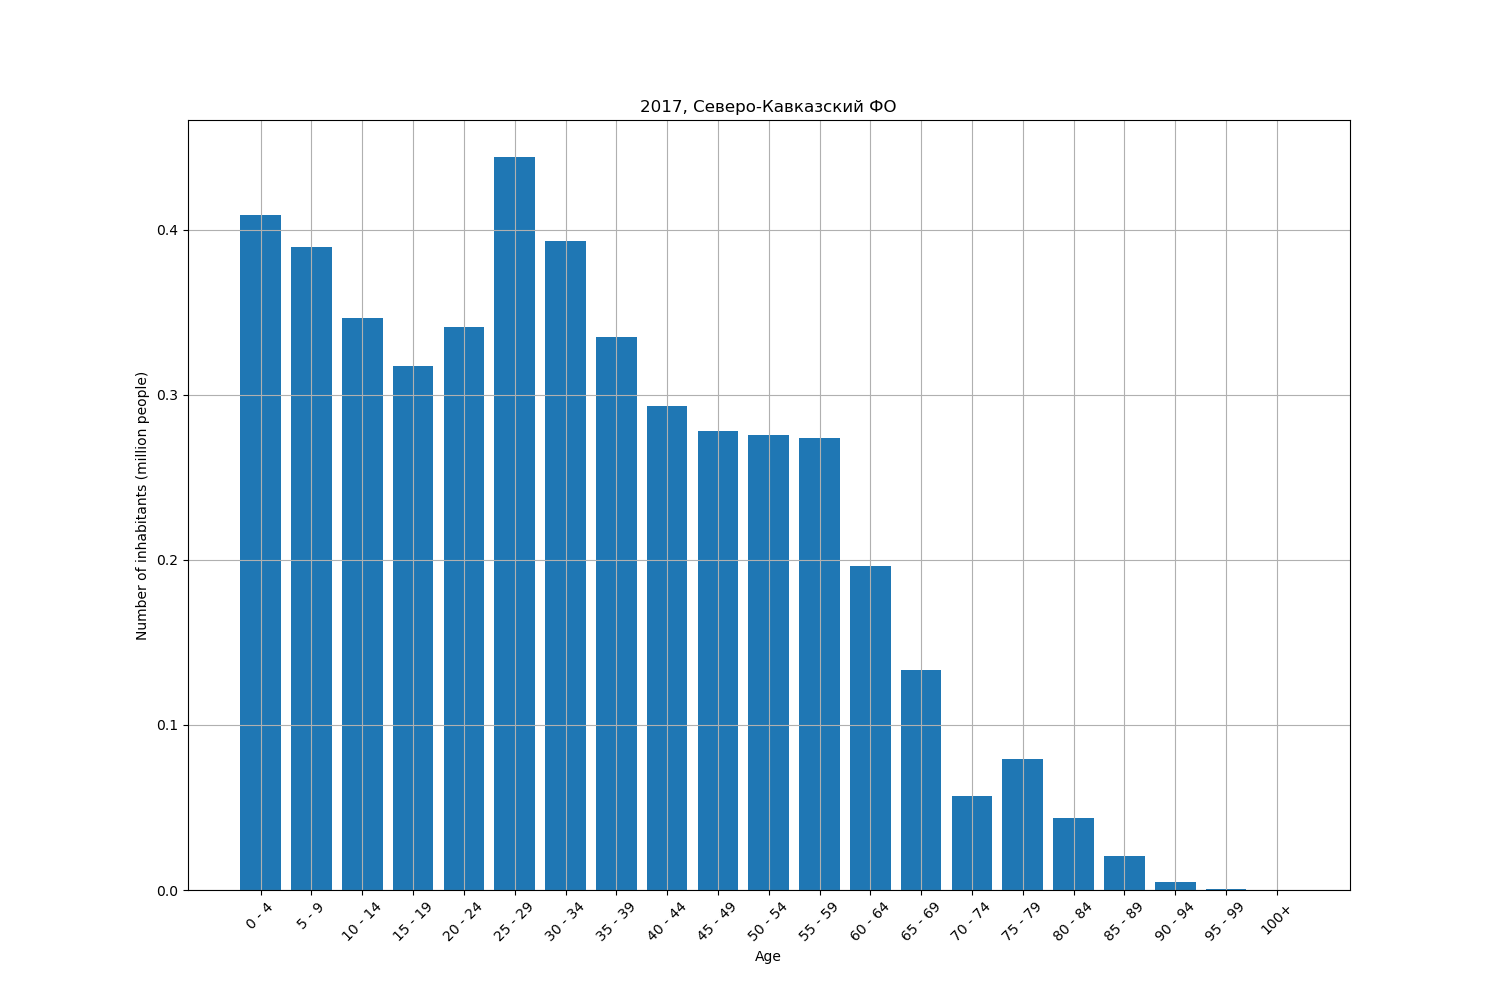 2017, Северо-Кавказский ФО
Number of inhabitants (million people)
0.4
0.3
0.2
0.1
0.0
0 - 4
5 - 9
10 - 14
15 - 19
20 - 24
25 - 29
30 - 34
35 - 39
40 - 44
45 - 49
50 - 54
55 - 59
60 - 64
65 - 69
70 - 74
75 - 79
80 - 84
85 - 89
90 - 94
95 - 99
100+
Age